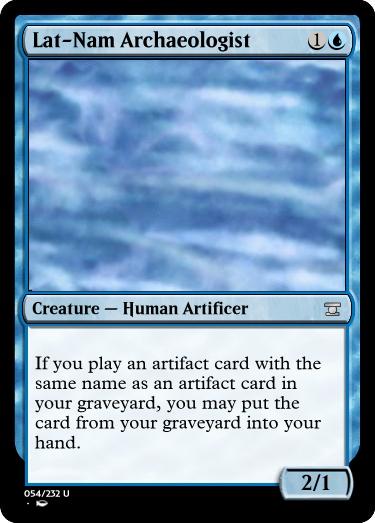 Lat-Nam Archaeologist 1
Creature — Human Artificer
If you play an artifact card with the
same name as an artifact card in
your graveyard, you may put the
card from your graveyard into your
hand.
2/1
054/232 U